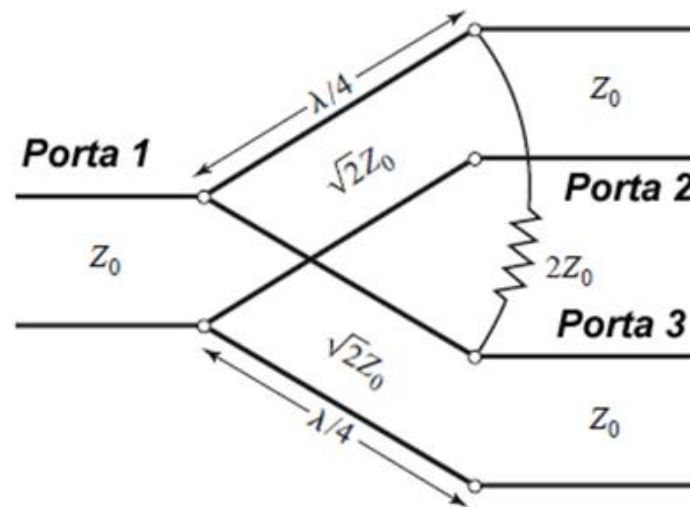 λ/4
Z₀
Porta 1
√2Z₀
Porta 2
Z₀
2Z₀
Porta 3
√2Z₀
Z₀
λ/4